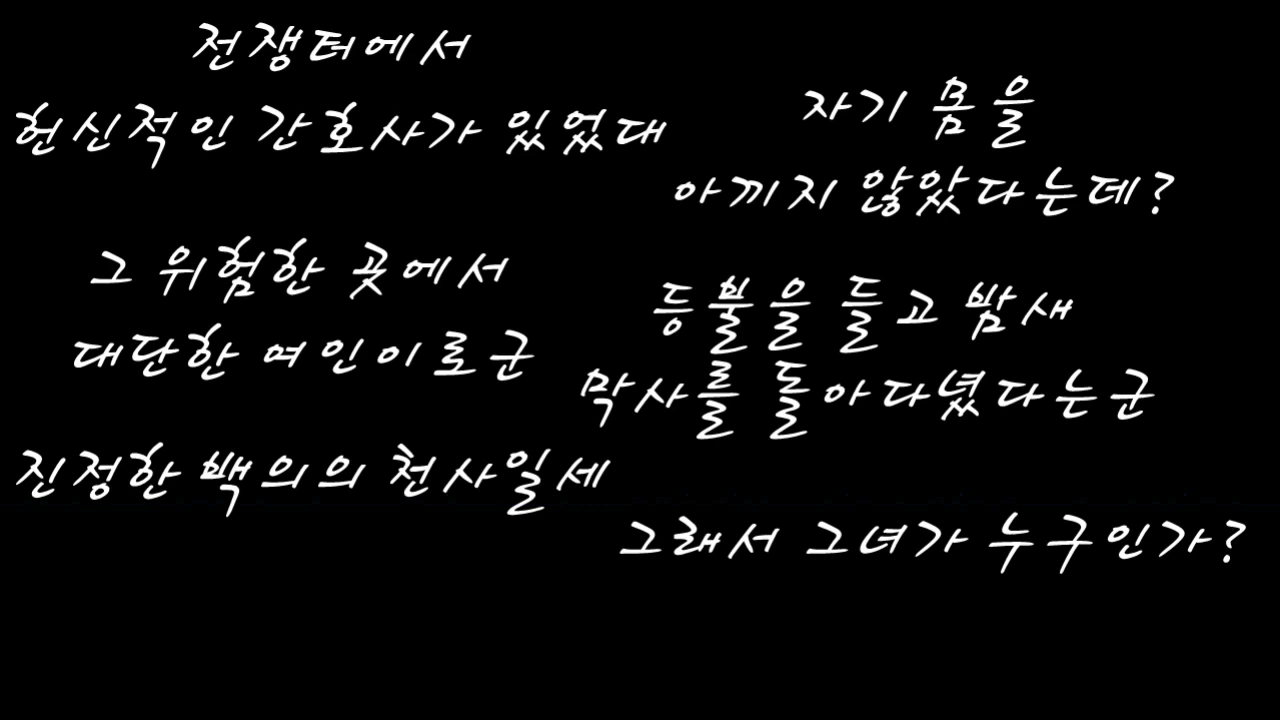 전쟁터에서
헌신적인 간호사가 있었대
자기 몸을
아끼지 않았다는데?
그 위험한 곳에서
대단한 여인이로군
등불을 들고 밤새
막사를 돌아다녔다는군
진정한 백의의 천사일세
그래서 그녀가 누구인가?